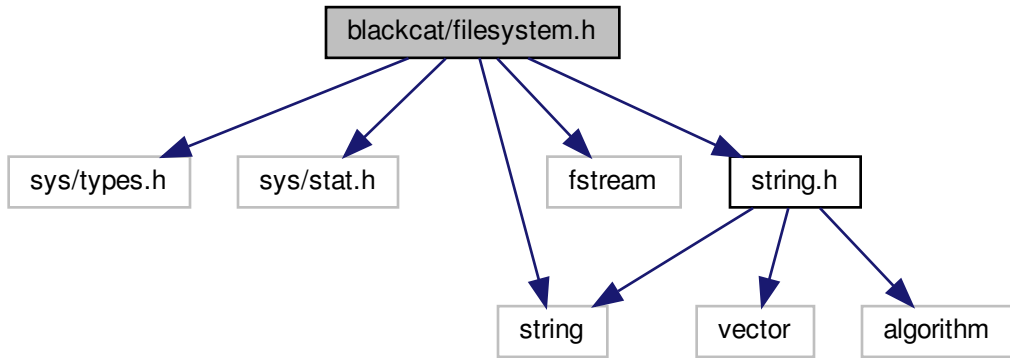 blackcat/filesystem.h
sys/types.h
sys/stat.h
fstream
string.h
string
vector
algorithm